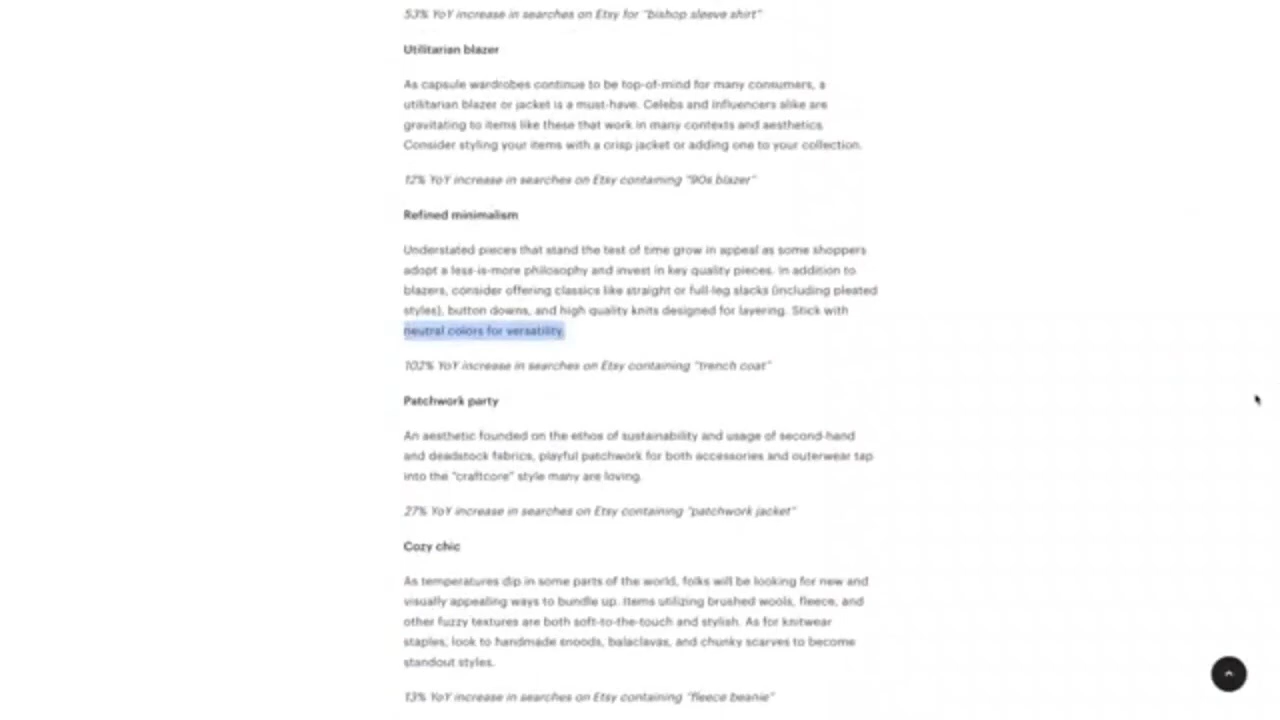 53% YoY increase in searches on Etsy for "bishop sleeve shirt"
Utilitarian blazer
As capsule wardrobes continue to be top-of-mind for many consumers, a
utilitarian blazer or jacket is a must-have. Celebs and influencers alike are
gravitating to items like these that work in many contexts and aesthetics.
Consider styling your items with a crisp jacket or adding one to your collection.
12% YoY increase in searches on Etsy containing "90s blazer"
Refined minimalism
Understated pieces that stand the test of time grow in appeal as some shoppers
adopt a less-is-more philosophy and invest in key quality pieces. In addition to
blazers, consider offering classics like straight or full-leg slacks (including pleated
styles), button downs, and high quality knits designed for layering. Stick with
neutral colors for versatility.
102% YoY increase in searches on Etsy containing "trench coat"
Patchwork party
An aesthetic founded on the ethos of sustainability and usage of second-hand
and deadstock fabrics, playful patchwork for both accessories and outerwear tap
into the "craftcore" style many are loving.
27% YoY increase in searches on Etsy containing "patchwork jacket"
Cozy chic
As temperatures dip in some parts of the world, folks will be looking for new and
visually appealing ways to bundle up. Items utilizing brushed wools, fleece, and
other fuzzy textures are both soft-to-the-touch and stylish. As for knitwear
staples, look to handmade snoods, balaclavas, and chunky scarves to become
standout styles.
13% YoY increase in searches on Etsy containing "fleece beanie"